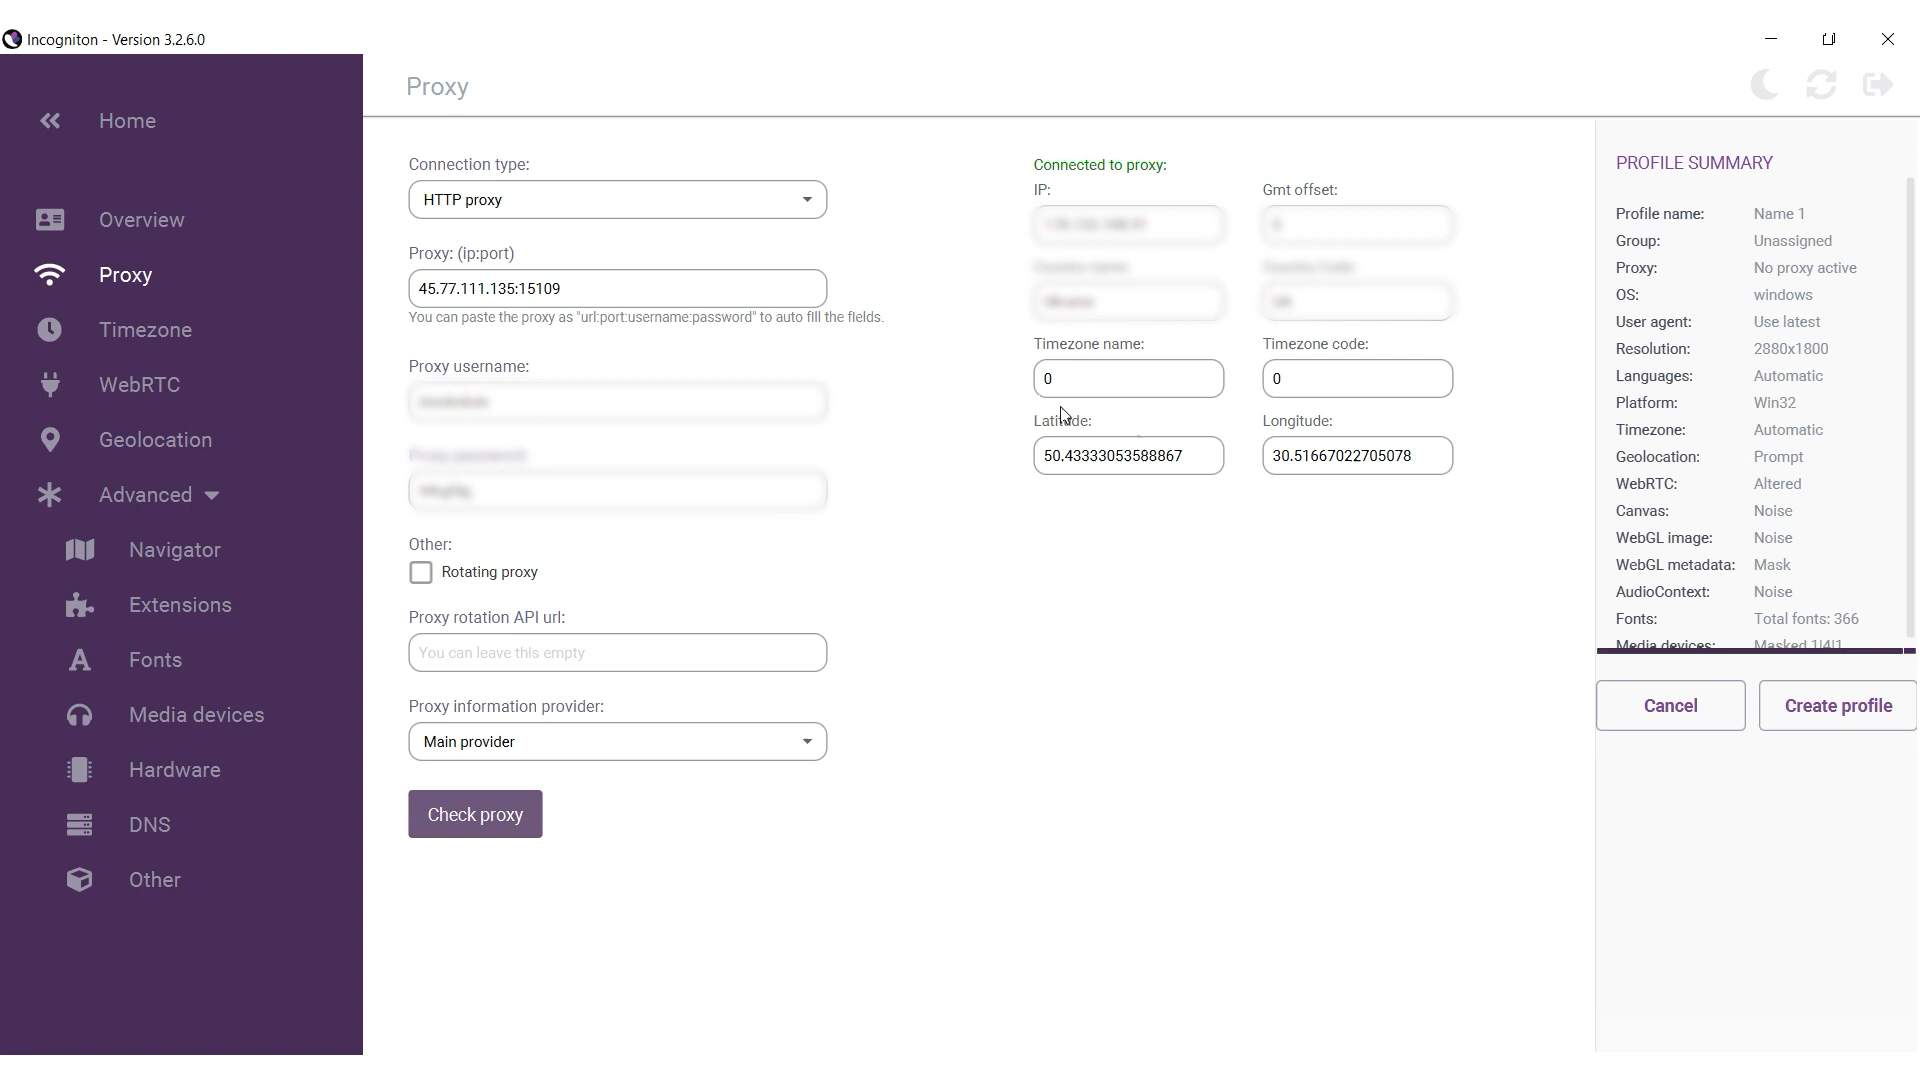 Incogniton - Version 3.2.6.0
Home
Overview
Proxy
Timezone
WebRTC
Geolocation
Advanced
Navigator
Extensions
Fonts
Media devices
Hardware
DNS
Other
Proxy
Connection type:
HTTP proxy
Proxy: (ip:port)
45.77.111.135:15109
You can paste the proxy as "url:port:username:password" to auto fill the fields.
Proxy username:
Other:
Rotating proxy
Proxy rotation API url:
You can leave this empty
Proxy information provider:
Main provider
Check proxy
Connected to proxy:
IP:
Gmt offset:
Timezone name:
Timezone code:
0
0
Latitude:
Longitude:
50.43333053588867
30.51667022705078
PROFILE SUMMARY
Profile name: Name 1
Group: Unassigned
Proxy: No proxy active
OS: windows
User agent: Use latest
Resolution: 2880x1800
Languages: Automatic
Platform: Win32
Timezone: Automatic
Geolocation: Prompt
WebRTC: Altered
Canvas: Noise
WebGL image: Noise
WebGL metadata: Mask
AudioContext: Noise
Fonts: Total fonts: 366
Media devices: Masked 1|4|1
Cancel
Create profile